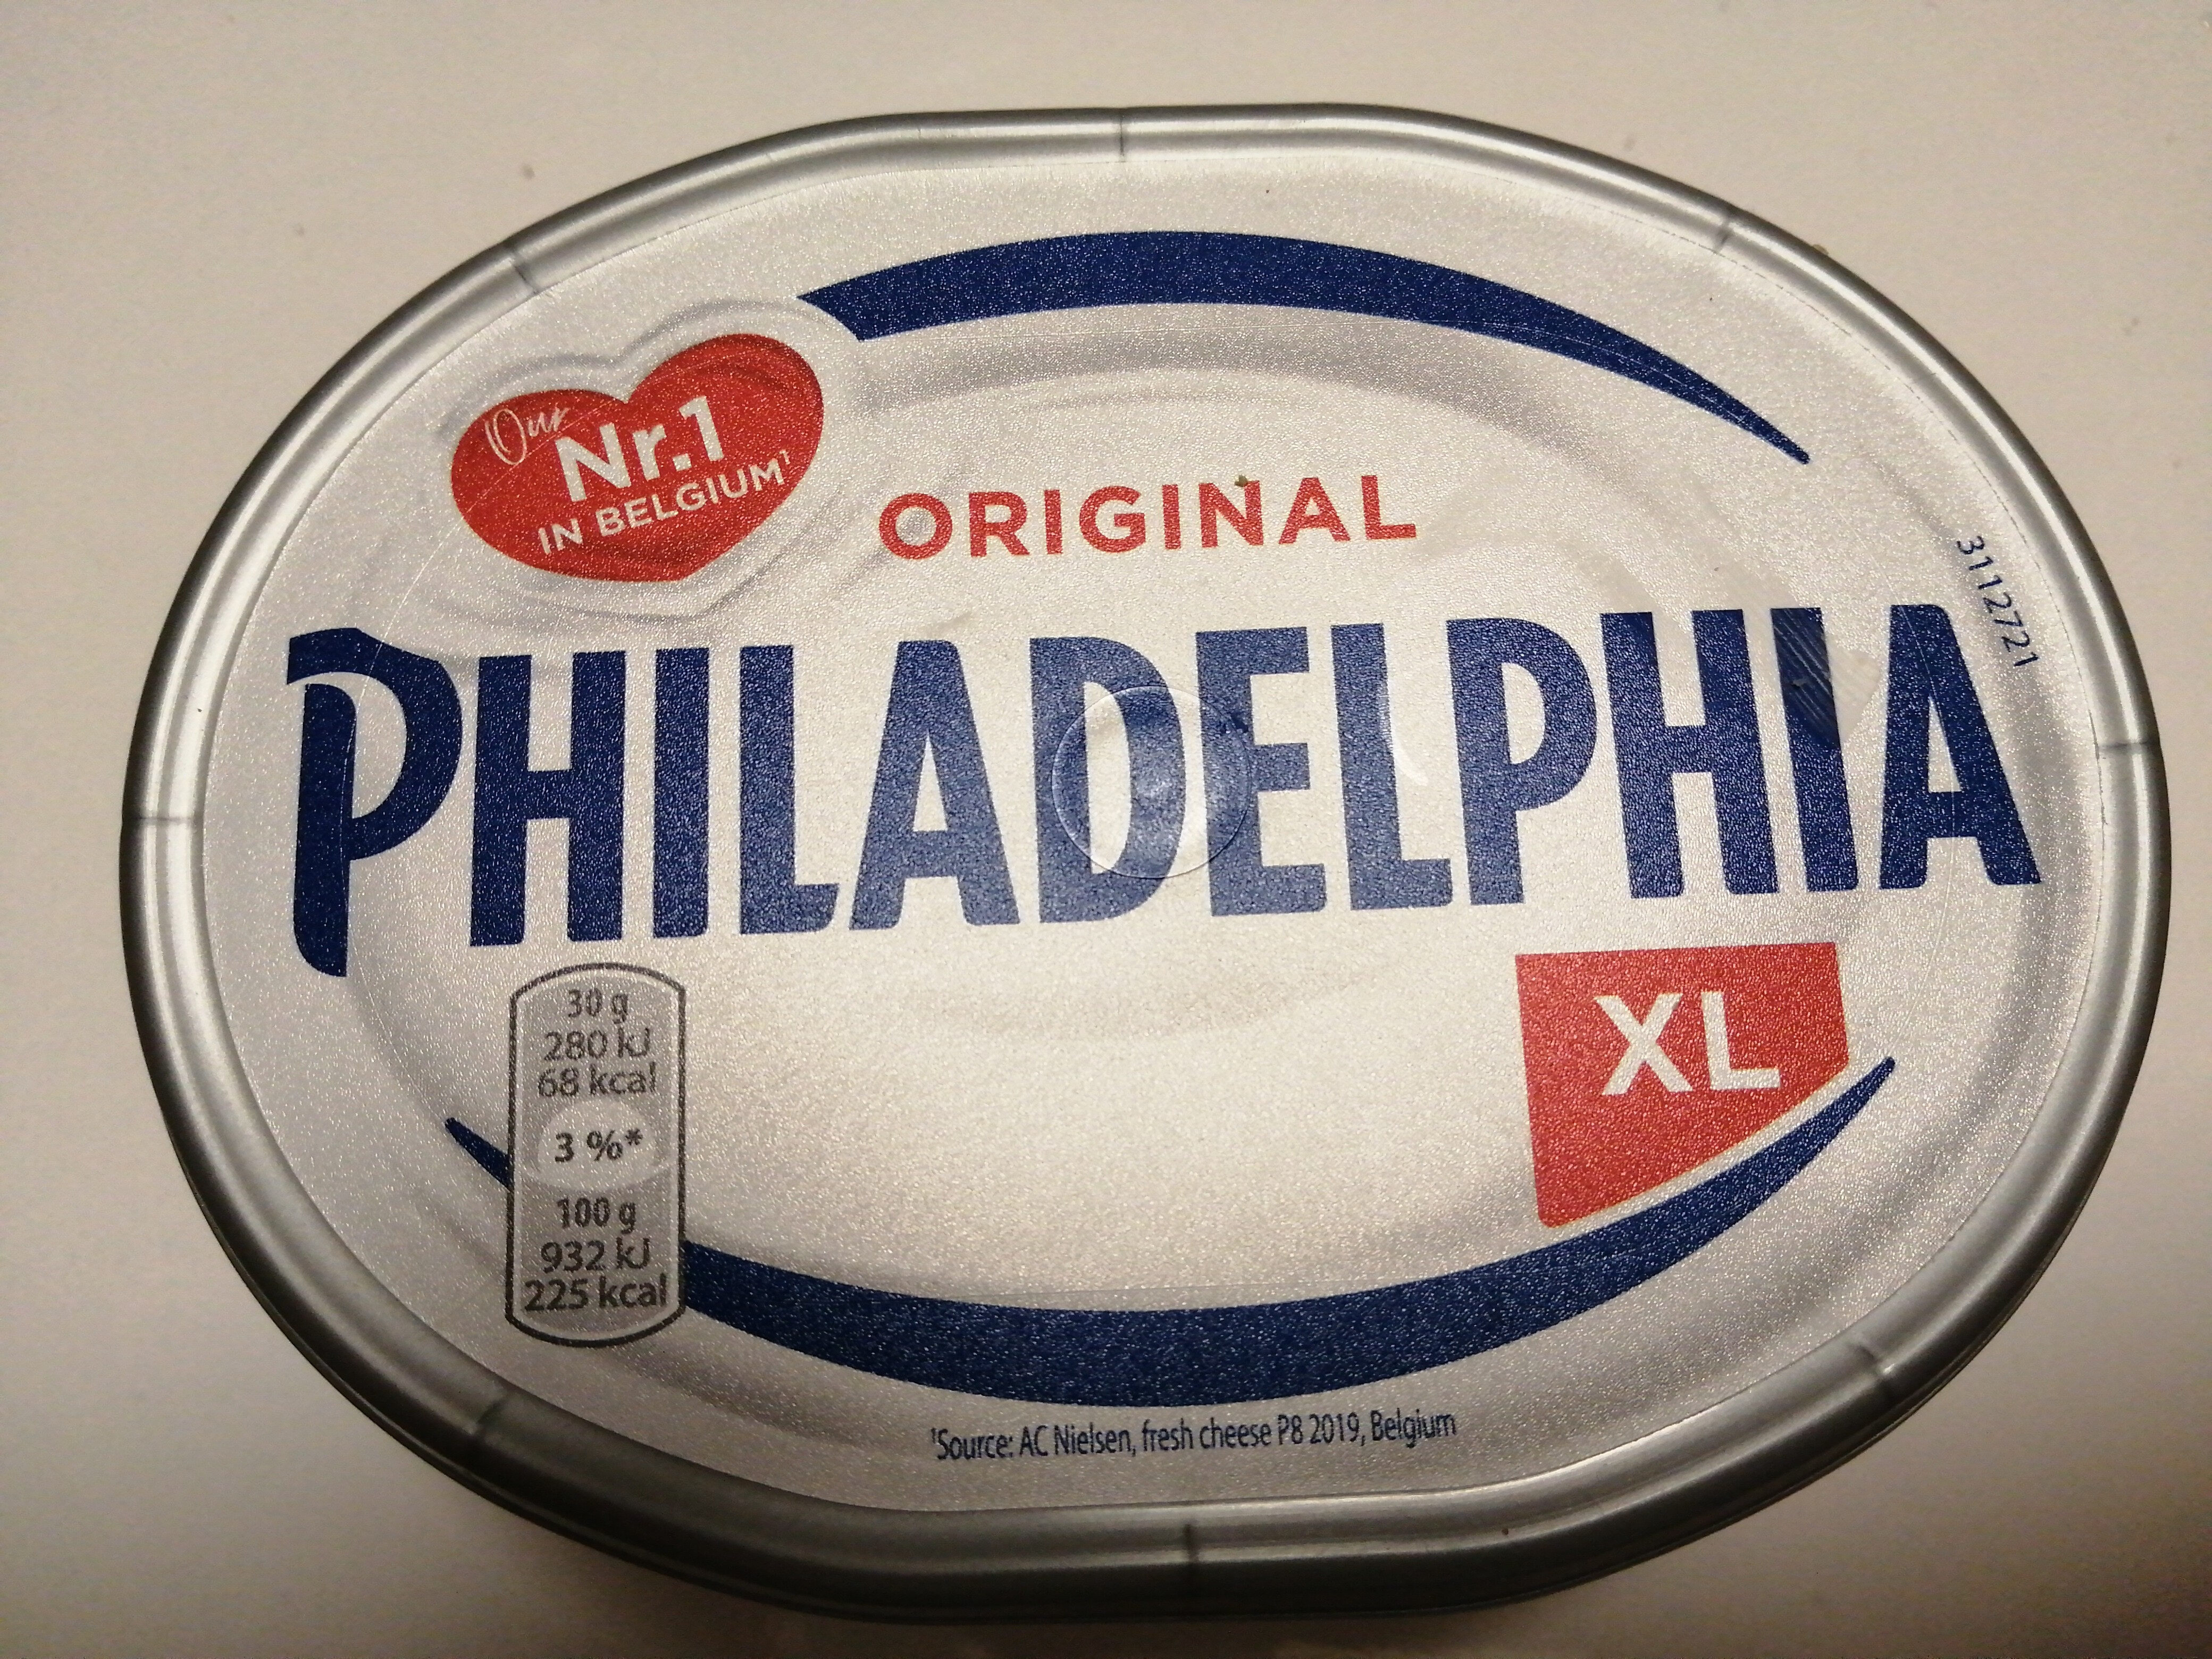 Our
Nr.1
IN BELGIUM¹
ORIGINAL
3112721
PHILADELPHIA
XL
30 g
280 kJ
68 kcal
3 %*
100 g
932 kJ
225 kcal
¹Source: AC Nielsen, fresh cheese P8 2019, Belgium